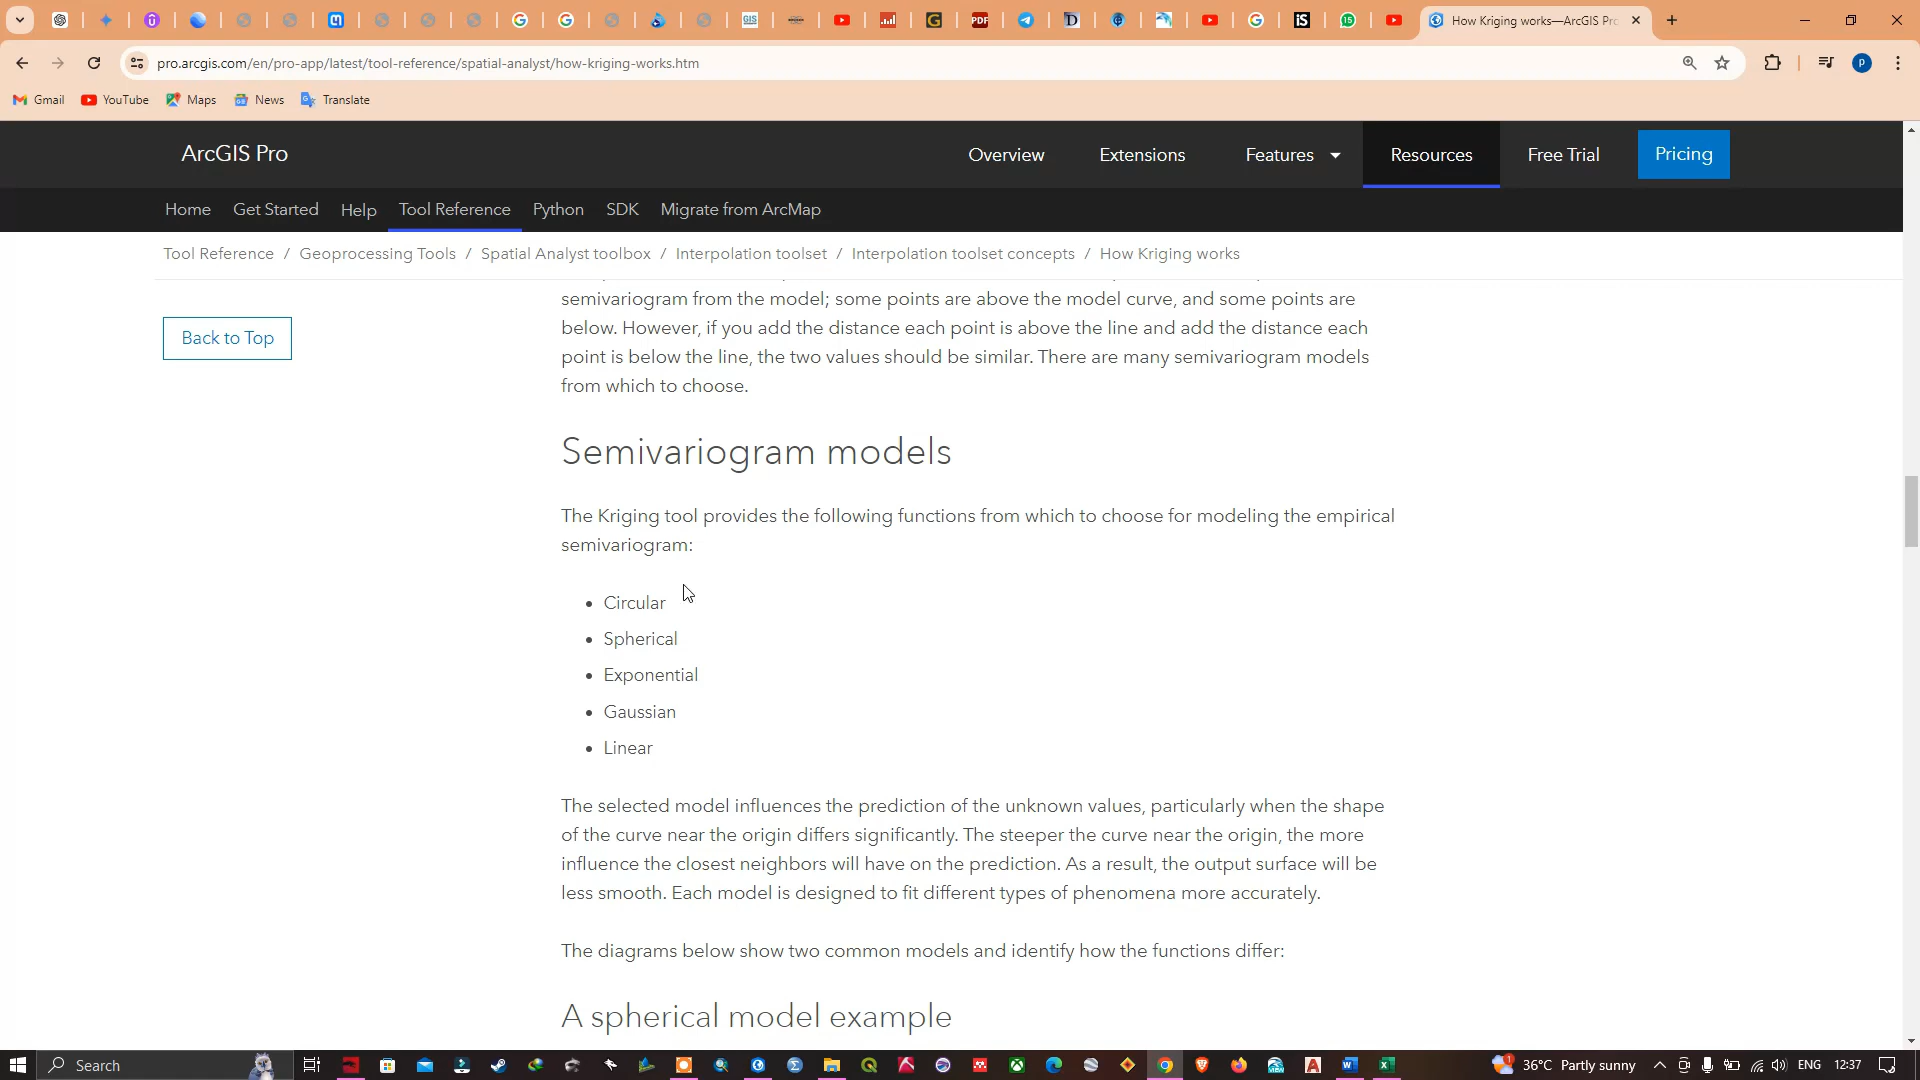 How Kriging works—ArcGIS Pro
pro.arcgis.com/en/pro-app/latest/tool-reference/spatial-analyst/how-kriging-works.htm
Gmail YouTube Maps News Translate
ArcGIS Pro Overview Extensions Features Resources Free Trial Pricing
Home Get Started Help Tool Reference Python SDK Migrate from ArcMap
Tool Reference / Geoprocessing Tools / Spatial Analyst toolbox / Interpolation toolset / Interpolation toolset concepts / How Kriging works
Back to Top
semivariogram from the model; some points are above the model curve, and some points are
below. However, if you add the distance each point is above the line and add the distance each
point is below the line, the two values should be similar. There are many semivariogram models
from which to choose.
Semivariogram models
The Kriging tool provides the following functions from which to choose for modeling the empirical
semivariogram:
• Circular
• Spherical
• Exponential
• Gaussian
• Linear
The selected model influences the prediction of the unknown values, particularly when the shape
of the curve near the origin differs significantly. The steeper the curve near the origin, the more
influence the closest neighbors will have on the prediction. As a result, the output surface will be
less smooth. Each model is designed to fit different types of phenomena more accurately.
The diagrams below show two common models and identify how the functions differ:
A spherical model example
Search 36°C Partly sunny ENG 12:37